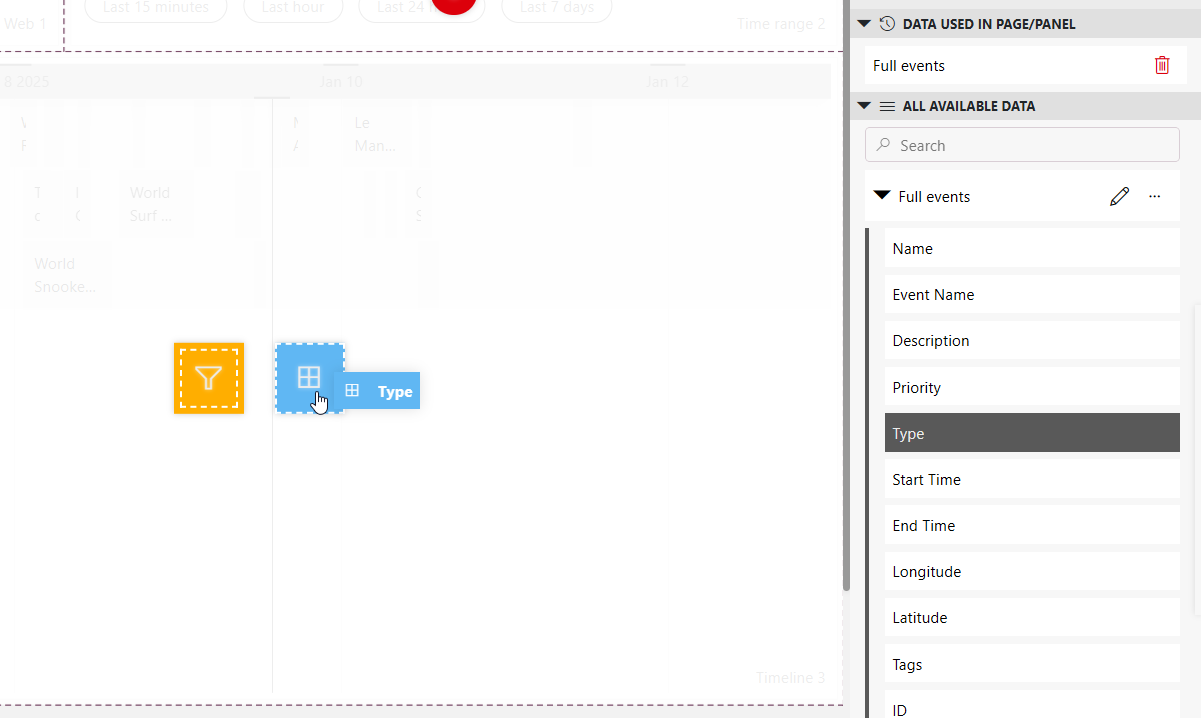 Web 1
Last 15 minutes
Last hour
Last 24
Last 7 days
Time range 2
8 2025
Jan 10
Jan 12
Le
Man...
World
Surf ...
World
Snooke...
Type
Timeline 3
DATA USED IN PAGE/PANEL
Full events
ALL AVAILABLE DATA
Search
Full events
...
Name
Event Name
Description
Priority
Type
Start Time
End Time
Longitude
Latitude
Tags
ID